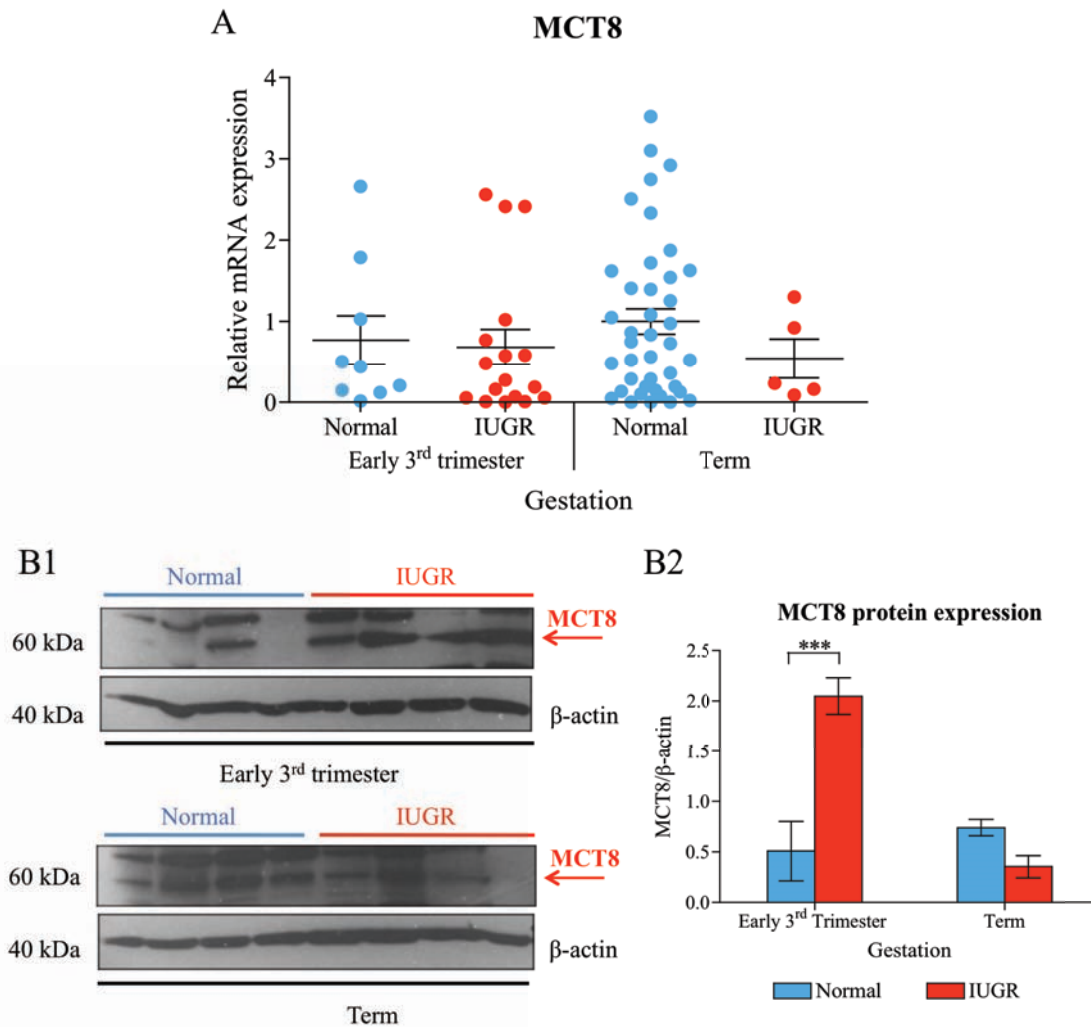 A
MCT8
Relative mRNA expression
4
3
2
1
0
Normal
IUGR
Normal
IUGR
Early 3rd trimester
Term
Gestation
B1
Normal
IUGR
MCT8
60 kDa
40 kDa
β-actin
Early 3rd trimester
Normal
IUGR
MCT8
60 kDa
40 kDa
β-actin
Term
B2
MCT8 protein expression
***
MCT8/β-actin
2.5
2.0
1.5
1.0
0.5
0.0
Early 3rd Trimester
Term
Gestation
Normal
IUGR